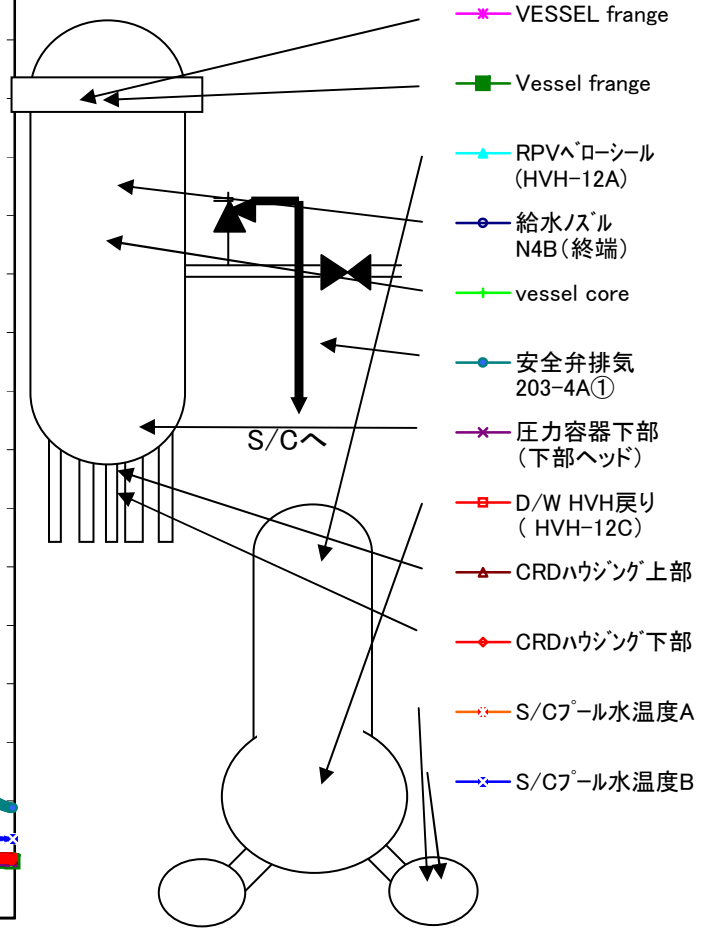 VESSEL frange
Vessel frange
RPVﾍﾞﾛｰｼｰﾙ
(HVH-12A)
給水ﾉｽﾞﾙ
N4B(終端)
vessel core
安全弁排気
203-4A①
圧力容器下部
(下部ヘッド)
D/W HVH戻り
( HVH-12C)
CRDﾊｳｼﾞﾝｸﾞ上部
CRDﾊｳｼﾞﾝｸﾞ下部
S/Cﾌﾟｰﾙ水温度A
S/Cﾌﾟｰﾙ水温度B
S/Cへ